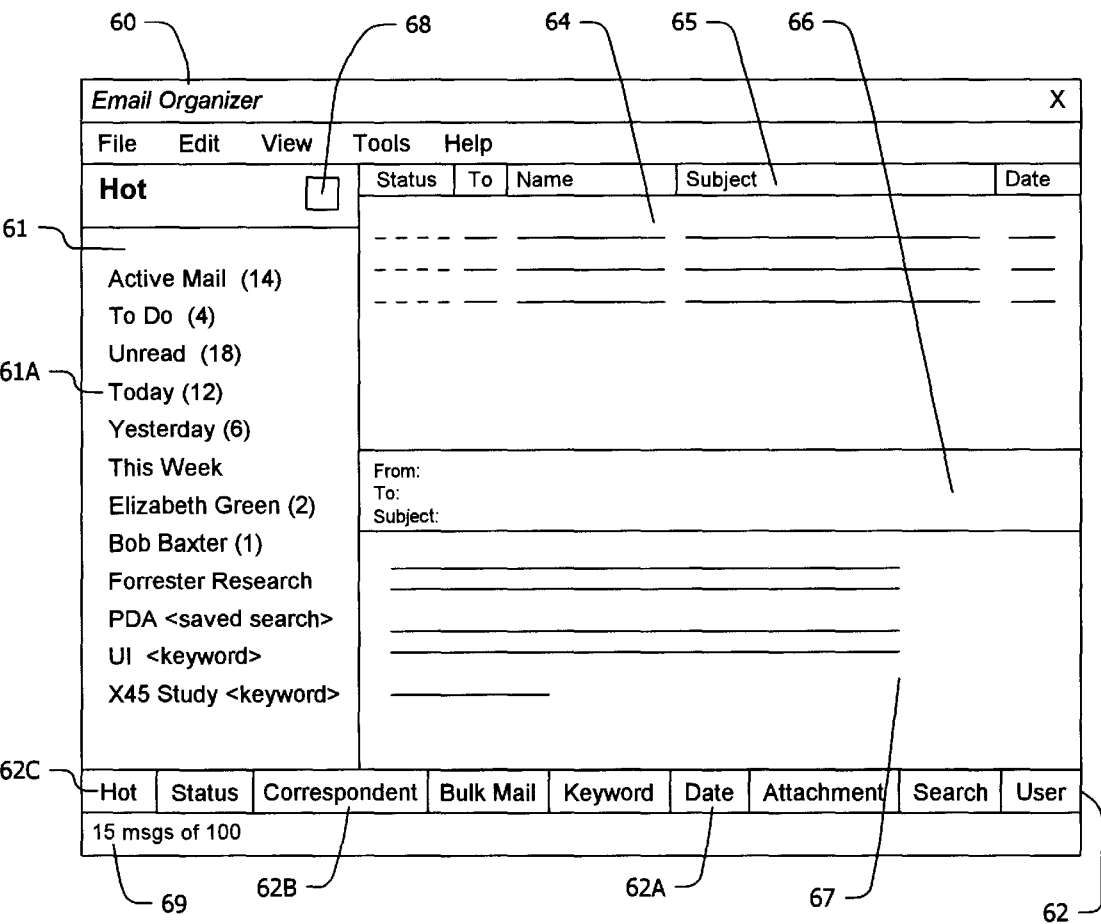 60 68 64 65 66
Email Organizer X
File Edit View Tools Help
Hot Status To Name Subject Date
61
Active Mail (14)
To Do (4)
Unread (18)
61A Today (12)
Yesterday (6)
This Week From:
To:
Elizabeth Green (2) Subject:
Bob Baxter (1)
Forrester Research
PDA <saved search>
UI <keyword>
X45 Study <keyword>
62C Hot Status Correspondent Bulk Mail Keyword Date Attachment Search User
15 msgs of 100
69 62B 62A 67 62